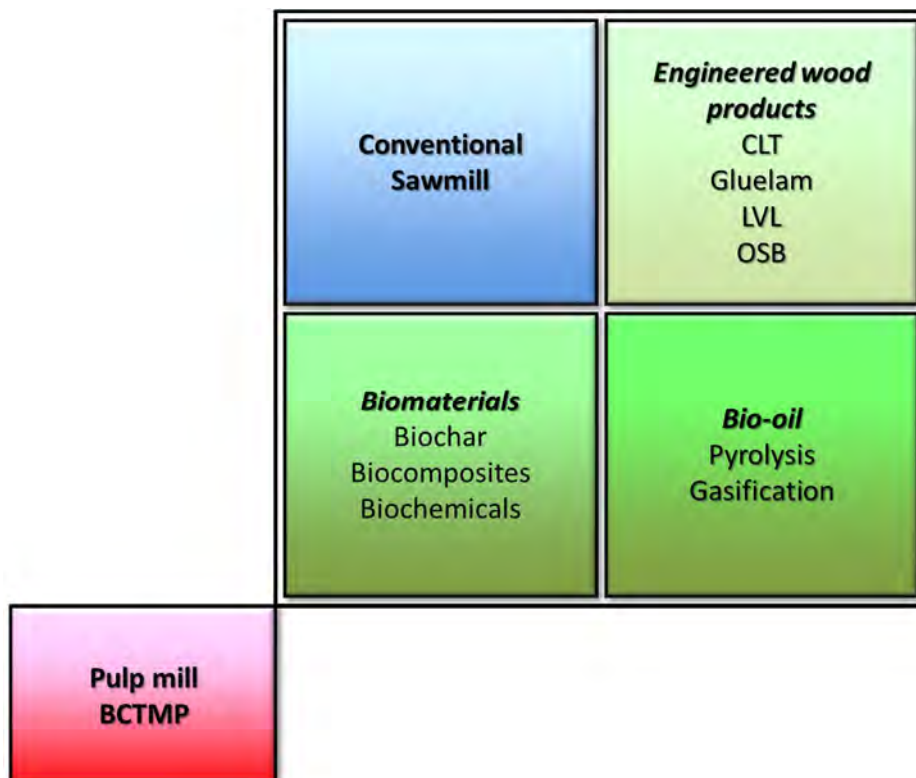 Conventional
Sawmill
Engineered wood
products
CLT
Gluelam
LVL
OSB
Biomaterials
Biochar
Biocomposites
Biochemicals
Bio-oil
Pyrolysis
Gasification
Pulp mill
BCTMP